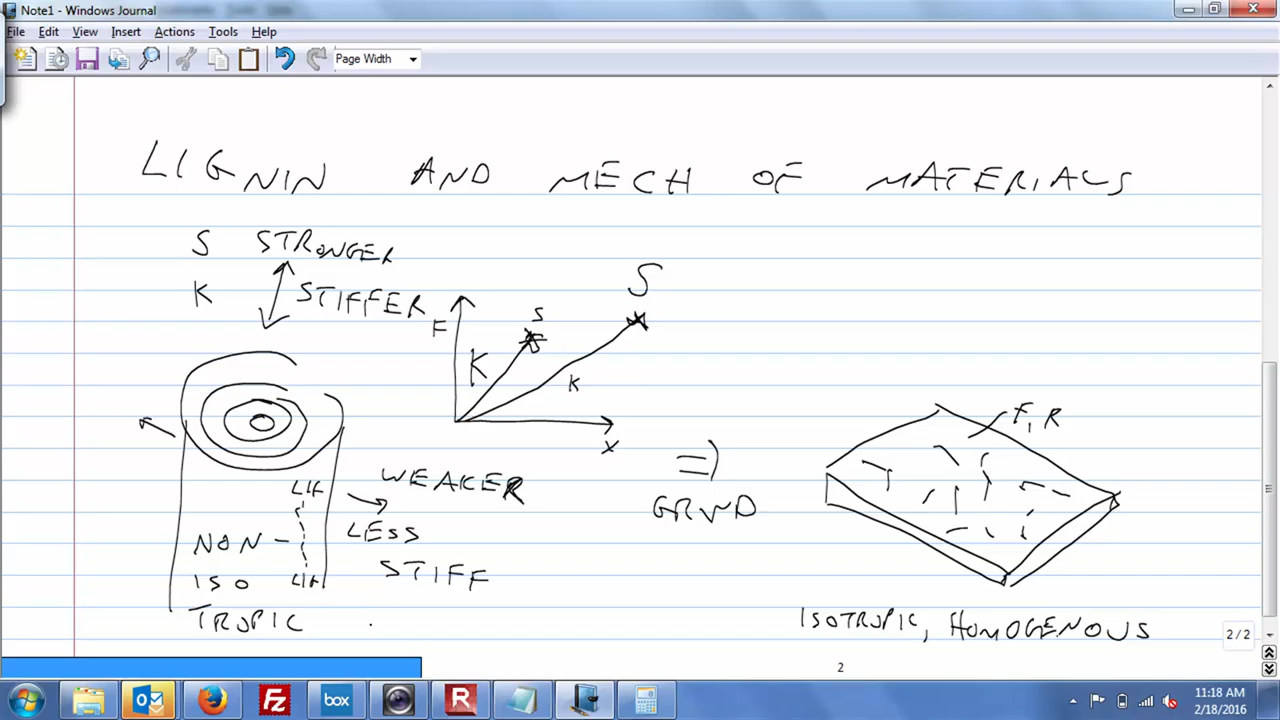 Note1 - Windows Journal
File Edit View Insert Actions Tools Help
Page Width
LIGNIN AND MECH OF MATERIALS
S STRONGER
K STIFFER
F
S
S
K
K
X
WEAKER
LESS
STIFF
NON-
ISO
TROPIC
F, R
ISOTROPIC, HOMOGENOUS
2/2
2
box
R
11:18 AM
2/18/2016